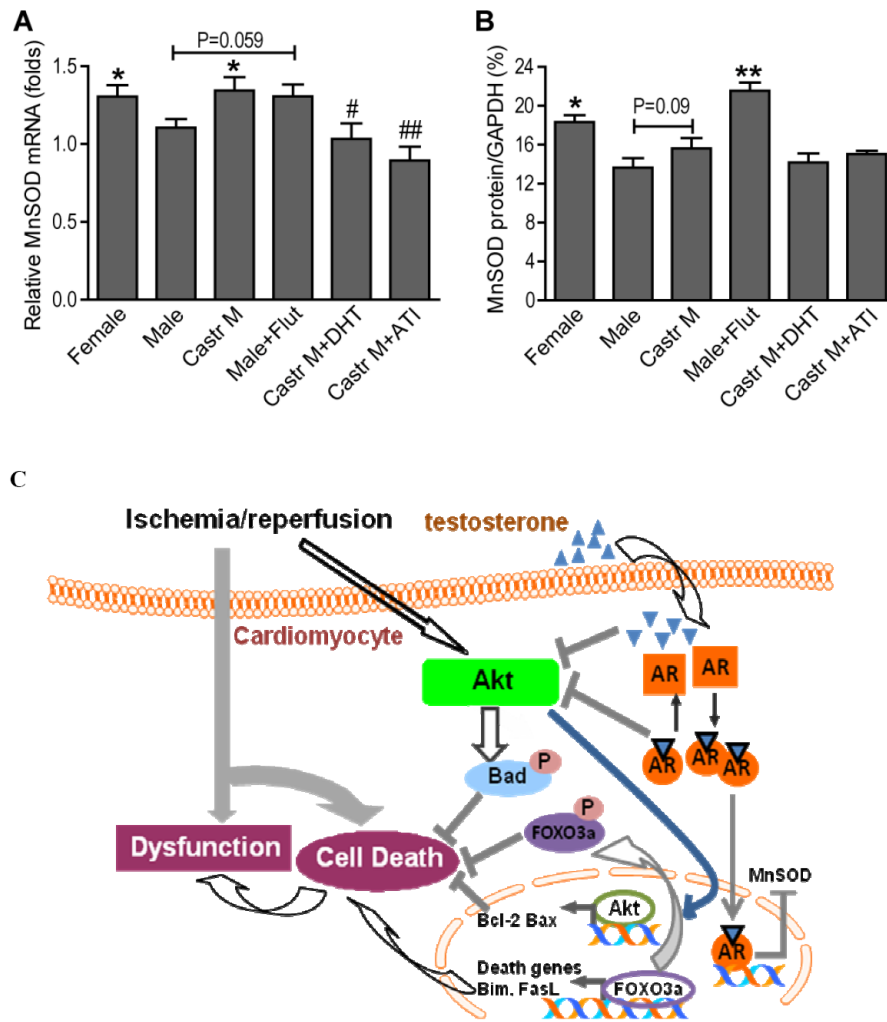 A
P=0.059
Relative MnSOD mRNA (folds)
1.5
1.0
0.5
0.0
*
*
#
##
Female
Male
Castr M
Male+Flut
Castr M+DHT
Castr M+ATI
B
MnSOD protein/GAPDH (%)
24
20
16
12
8
4
0
*
P=0.09
**
Female
Male
Castr M
Male+Flut
Castr M+DHT
Castr M+ATI
C
Ischemia/reperfusion
testosterone
Cardiomyocyte
Akt
AR
AR
AR
AR
AR
Bad
P
P
FOXO3a
Dysfunction
Cell Death
MnSOD
Akt
Bcl-2 Bax
AR
Death genes
Bim. FasL
FOXO3a